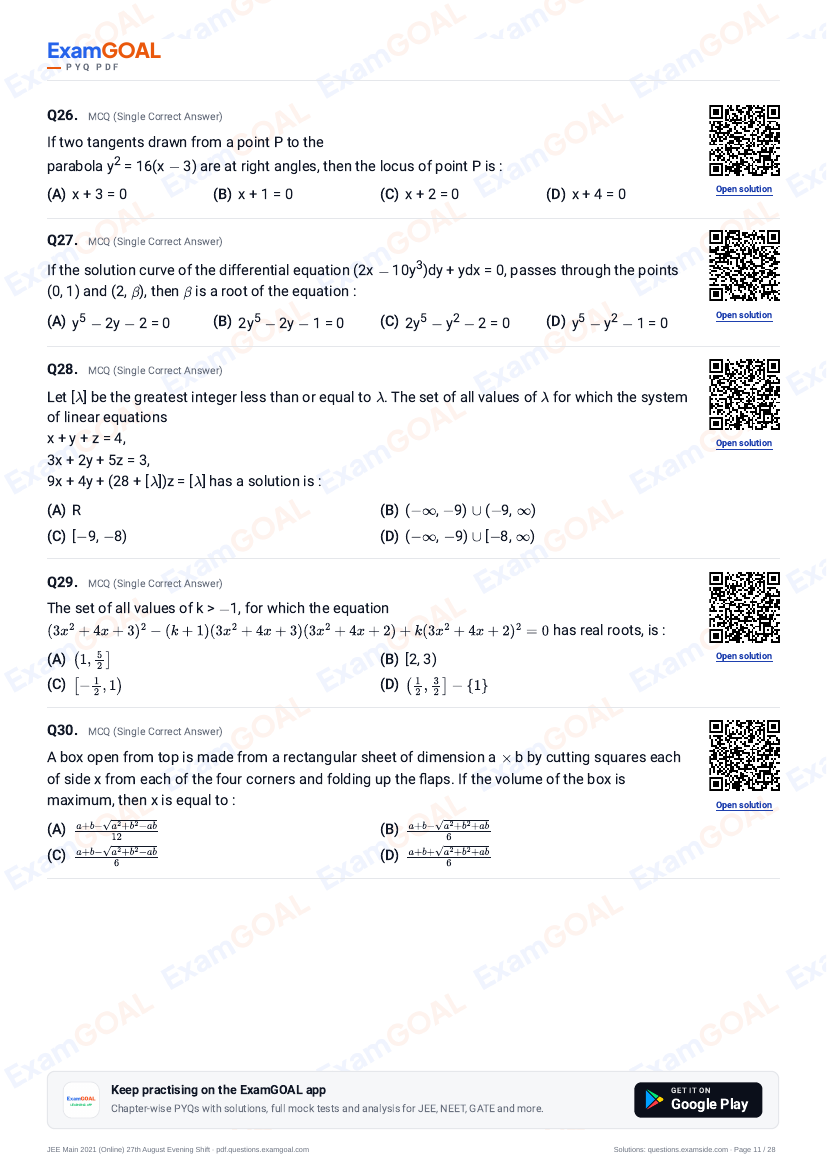 ExamGOAL
PYQ PDF
Q26. MCQ (Single Correct Answer)
If two tangents drawn from a point P to the
parabola y² = 16(x − 3) are at right angles, then the locus of point P is :
(A) x + 3 = 0 (B) x + 1 = 0 (C) x + 2 = 0 (D) x + 4 = 0
Open solution
Q27. MCQ (Single Correct Answer)
If the solution curve of the differential equation (2x − 10y³)dy + ydx = 0, passes through the points
(0, 1) and (2, β), then β is a root of the equation :
(A) y⁵ − 2y − 2 = 0 (B) 2y⁵ − 2y − 1 = 0 (C) 2y⁵ − y² − 2 = 0 (D) y⁵ − y² − 1 = 0
Open solution
Q28. MCQ (Single Correct Answer)
Let [λ] be the greatest integer less than or equal to λ. The set of all values of λ for which the system
of linear equations
x + y + z = 4,
3x + 2y + 5z = 3,
9x + 4y + (28 + [λ])z = [λ] has a solution is :
(A) R (B) (−∞, −9) ∪ (−9, ∞)
(C) [−9, −8) (D) (−∞, −9) ∪ [−8, ∞)
Open solution
Q29. MCQ (Single Correct Answer)
The set of all values of k > −1, for which the equation
(3x² + 4x + 3)² − (k + 1)(3x² + 4x + 3)(3x² + 4x + 2) + k(3x² + 4x + 2)² = 0 has real roots, is :
(A) (1, 5/2] (B) [2, 3)
(C) [−1/2, 1) (D) (1/2, 3/2] − {1}
Open solution
Q30. MCQ (Single Correct Answer)
A box open from top is made from a rectangular sheet of dimension a × b by cutting squares each
of side x from each of the four corners and folding up the flaps. If the volume of the box is
maximum, then x is equal to :
(A) (a+b−√(a²+b²−ab))/12 (B) (a+b−√(a²+b²+ab))/6
(C) (a+b−√(a²+b²−ab))/6 (D) (a+b+√(a²+b²+ab))/6
Open solution
Keep practising on the ExamGOAL app
Chapter-wise PYQs with solutions, full mock tests and analysis for JEE, NEET, GATE and more.
ExamGOAL
GET IT ON
Google Play
JEE Main 2021 (Online) 27th August Evening Shift · pdf.questions.examgoal.com
Solutions: questions.examside.com · Page 11 / 28